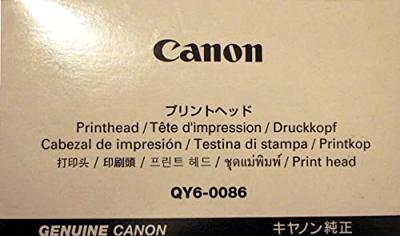 Canon
プリントヘッド
Printhead / Tête d'impression / Druckkopf
Cabezal de impresión / Testina di stampa / Printkop
打印头 / 印刷頭 / 프린트 헤드 / ชุดแม่พิมพ์ / Print head
QY6-0086
GENUINE CANON
キヤノン純正